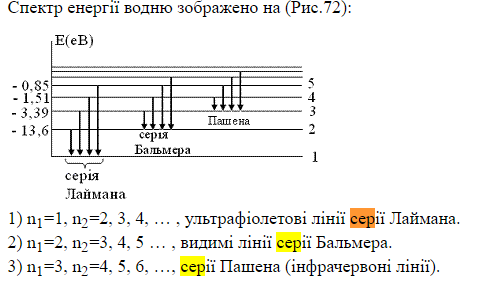 Спектр енергії водню зображено на (Рис.72):
E(eB)
- 0,85
- 1,51
- 3,39
- 13,6
5
4
3
2
1
Пашена
серія
Бальмера
серія
Лаймана
1) n1=1, n2=2, 3, 4, … , ультрафіолетові лінії серії Лаймана.
2) n1=2, n2=3, 4, 5 … , видимі лінії серії Бальмера.
3) n1=3, n2=4, 5, 6, …, серії Пашена (інфрачервоні лінії).